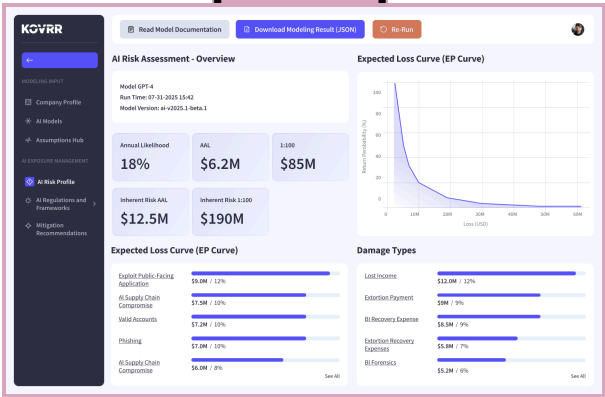 KOVRR
Read Model Documentation
Download Modeling Result (JSON)
Re-Run
←
MODELING INPUT
Company Profile
AI Models
Assumptions Hub
AI EXPOSURE MANAGEMENT
AI Risk Profile
AI Regulations and
Frameworks
Mitigation
Recommendations
AI Risk Assessment - Overview
Model GPT-4
Run Time: 07-31-2025 15:42
Model Version: ai-v2025.1-beta.1
Annual Likelihood
18%
AAL
$6.2M
1:100
$85M
Inherent Risk AAL
$12.5M
Inherent Risk 1:100
$190M
Expected Loss Curve (EP Curve)
Return Perobability (%)
100
80
60
40
20
0
0 10M 20M 30M 40M 50M 60M
Loss (USD)
Expected Loss Curve (EP Curve)
Exploit Public-Facing
Application
$9.0M / 12%
AI Supply Chain
Compromise
$7.5M / 10%
Valid Accounts
$7.2M / 10%
Phishing
$7.0M / 10%
AI Supply Chain
Compromise
$6.0M / 8%
See All
Damage Types
Lost Income
$12.0M / 12%
Extortion Payment
$9M / 9%
BI Recovery Expense
$8.5M / 9%
Extortion Recovery
Expenses
$5.8M / 7%
BI Forensics
$5.2M / 6%
See All